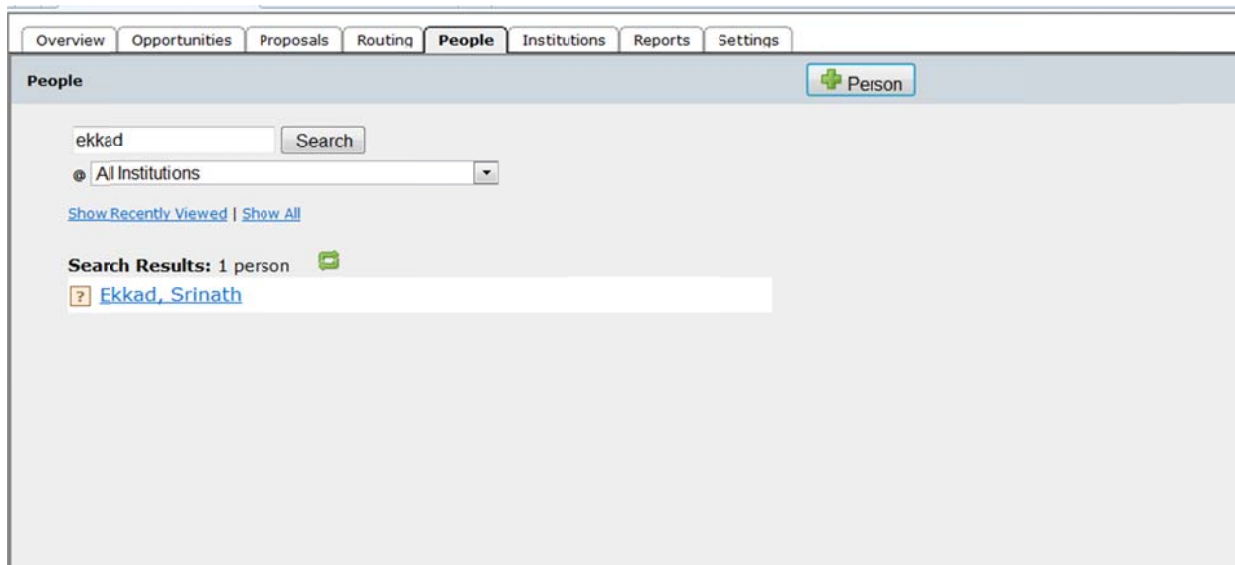 Overview Opportunities Proposals Routing People Institutions Reports Settings
People Person
ekkad Search
@ All Institutions
Show Recently Viewed | Show All
Search Results: 1 person
? Ekkad, Srinath